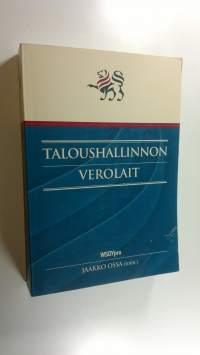 TALOUSHALLINNON
VEROLAIT
WSOYpro
JAAKKO OSSA (toim.)